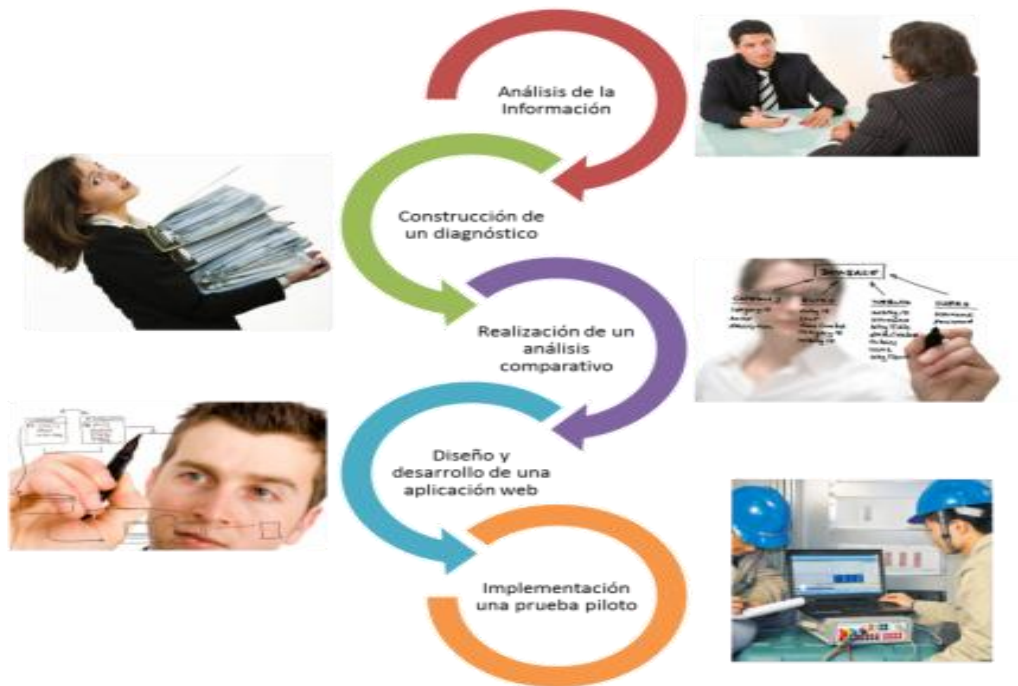 Análisis de la
Información
Construcción de
un diagnóstico
Realización de un
análisis
comparativo
Diseño y
desarrollo de una
aplicación web
Implementación
una prueba piloto